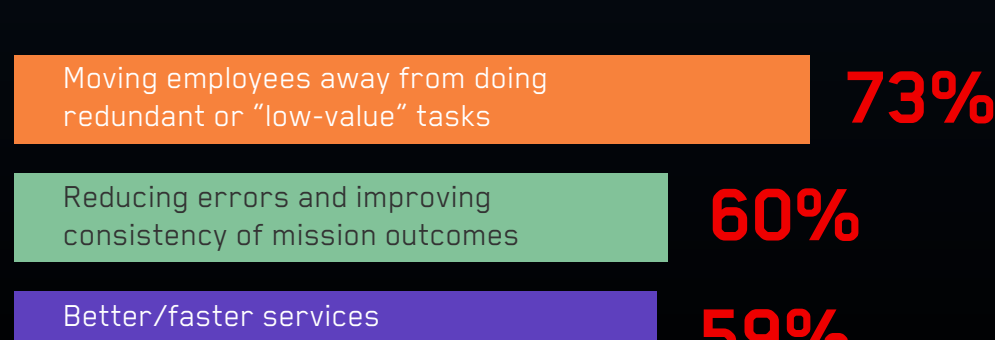 Moving employees away from doing
redundant or "low-value" tasks
73%
Reducing errors and improving
consistency of mission outcomes
60%
Better/faster services
59%